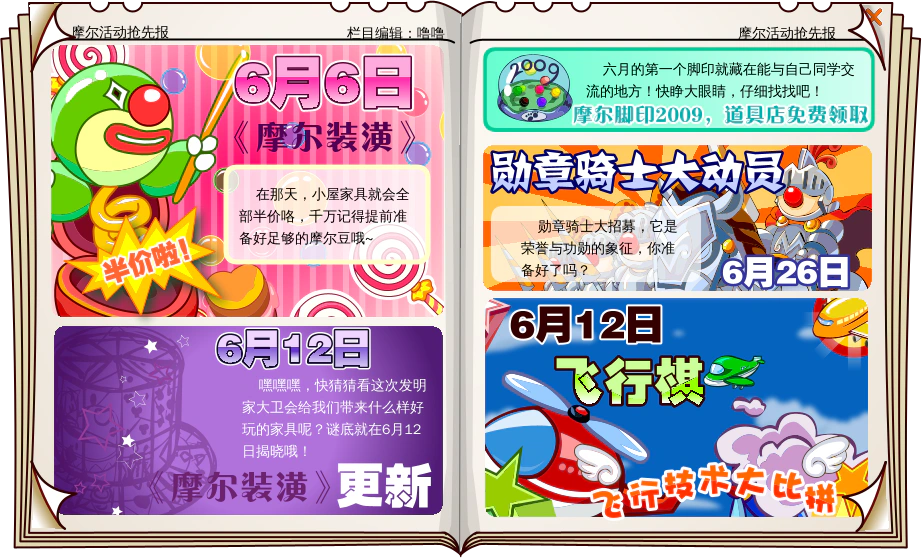 摩尔活动抢先报
栏目编辑：噜噜
6月6日
《摩尔装潢》
在那天，小屋家具就会全
部半价咯，千万记得提前准
备好足够的摩尔豆哦~
半价啦！
6月12日
嘿嘿嘿，快猜猜看这次发明
家大卫会给我们带来什么样好
玩的家具呢？谜底就在6月12
日揭晓哦！
《摩尔装潢》更新
摩尔活动抢先报
2009
六月的第一个脚印就藏在能与自己同学交
流的地方！快睁大眼睛，仔细找找吧！
摩尔脚印2009，道具店免费领取
勋章骑士大动员
勋章骑士大招募，它是
荣誉与功勋的象征，你准
备好了吗？
6月26日
6月12日
飞行棋
飞行技术大比拼